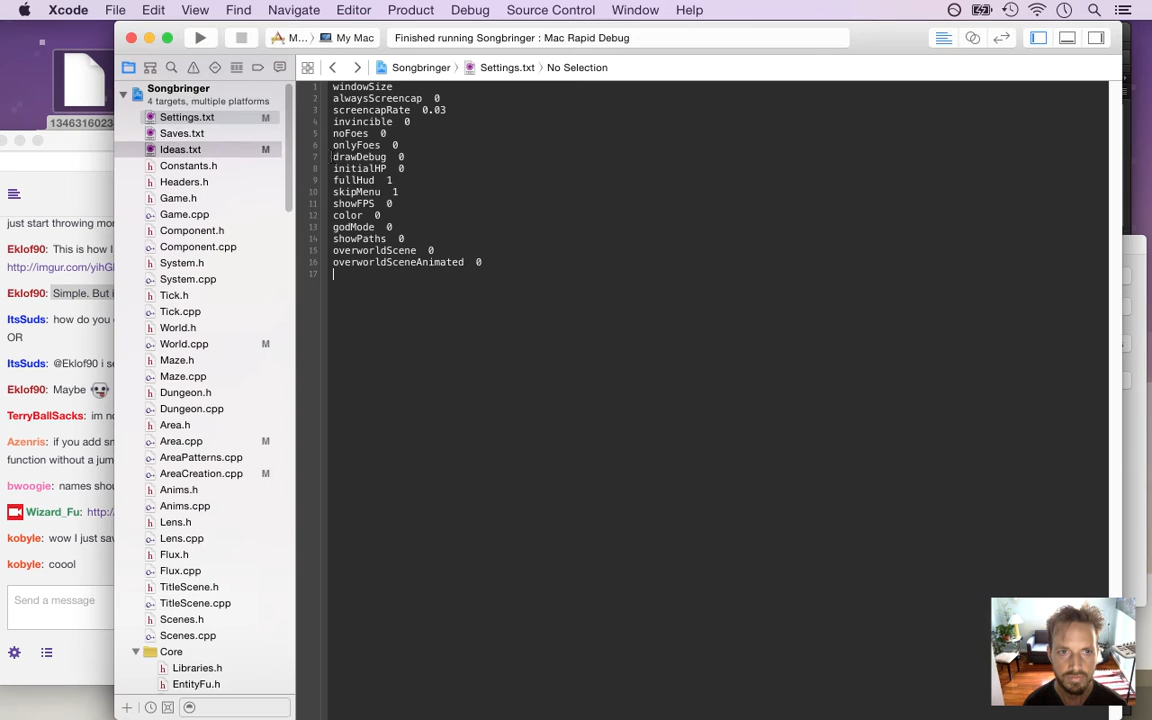 Xcode File Edit View Find Navigate Editor Product Debug Source Control Window Help
M... My Mac Finished running Songbringer : Mac Rapid Debug
Songbringer Settings.txt No Selection
1346316023
just start throwing mor
Eklof90: This is how I
http://imgur.com/yihGl
Eklof90: Simple. But i
ItsSuds: how do you
OR
ItsSuds: @Eklof90 i se
Eklof90: Maybe
TerryBallSacks: im no
Azenris: if you add sn
function without a jum
bwoogie: names shou
Wizard_Fu: http:/
kobyle: wow I just sav
kobyle: coool
Send a message
Songbringer
4 targets, multiple platforms
Settings.txt M
Saves.txt
Ideas.txt M
Constants.h
Headers.h
Game.h
Game.cpp
Component.h
Component.cpp
System.h
System.cpp
Tick.h
Tick.cpp
World.h
World.cpp M
Maze.h
Maze.cpp
Dungeon.h
Dungeon.cpp
Area.h
Area.cpp M
AreaPatterns.cpp
AreaCreation.cpp M
Anims.h
Anims.cpp
Lens.h
Lens.cpp
Flux.h
Flux.cpp
TitleScene.h
TitleScene.cpp
Scenes.h
Scenes.cpp
Core
Libraries.h
EntityFu.h
1 windowSize
2 alwaysScreencap 0
3 screencapRate 0.03
4 invincible 0
5 noFoes 0
6 onlyFoes 0
7 drawDebug 0
8 initialHP 0
9 fullHud 1
10 skipMenu 1
11 showFPS 0
12 color 0
13 godMode 0
14 showPaths 0
15 overworldScene 0
16 overworldSceneAnimated 0
17